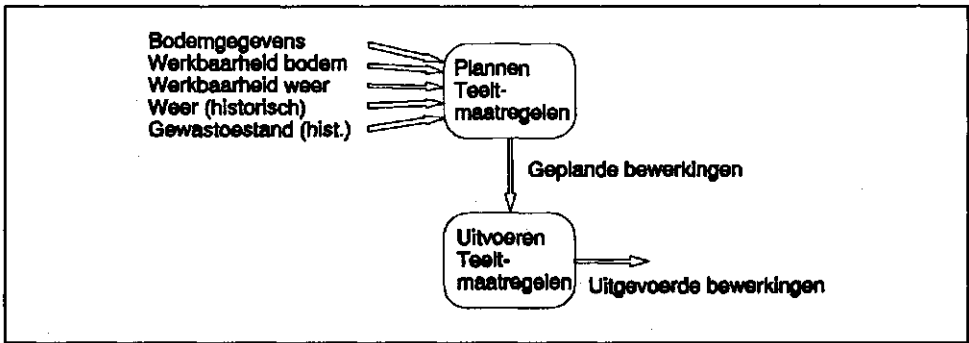 Bodemgegevens
Werkbaarheid bodem
Werkbaarheid weer
Weer (historisch)
Gewastoestand (hist.)
Plannen
Teelt-
maatregelen
Geplande bewerkingen
Uitvoeren
Teelt-
maatregelen
Uitgevoerde bewerkingen